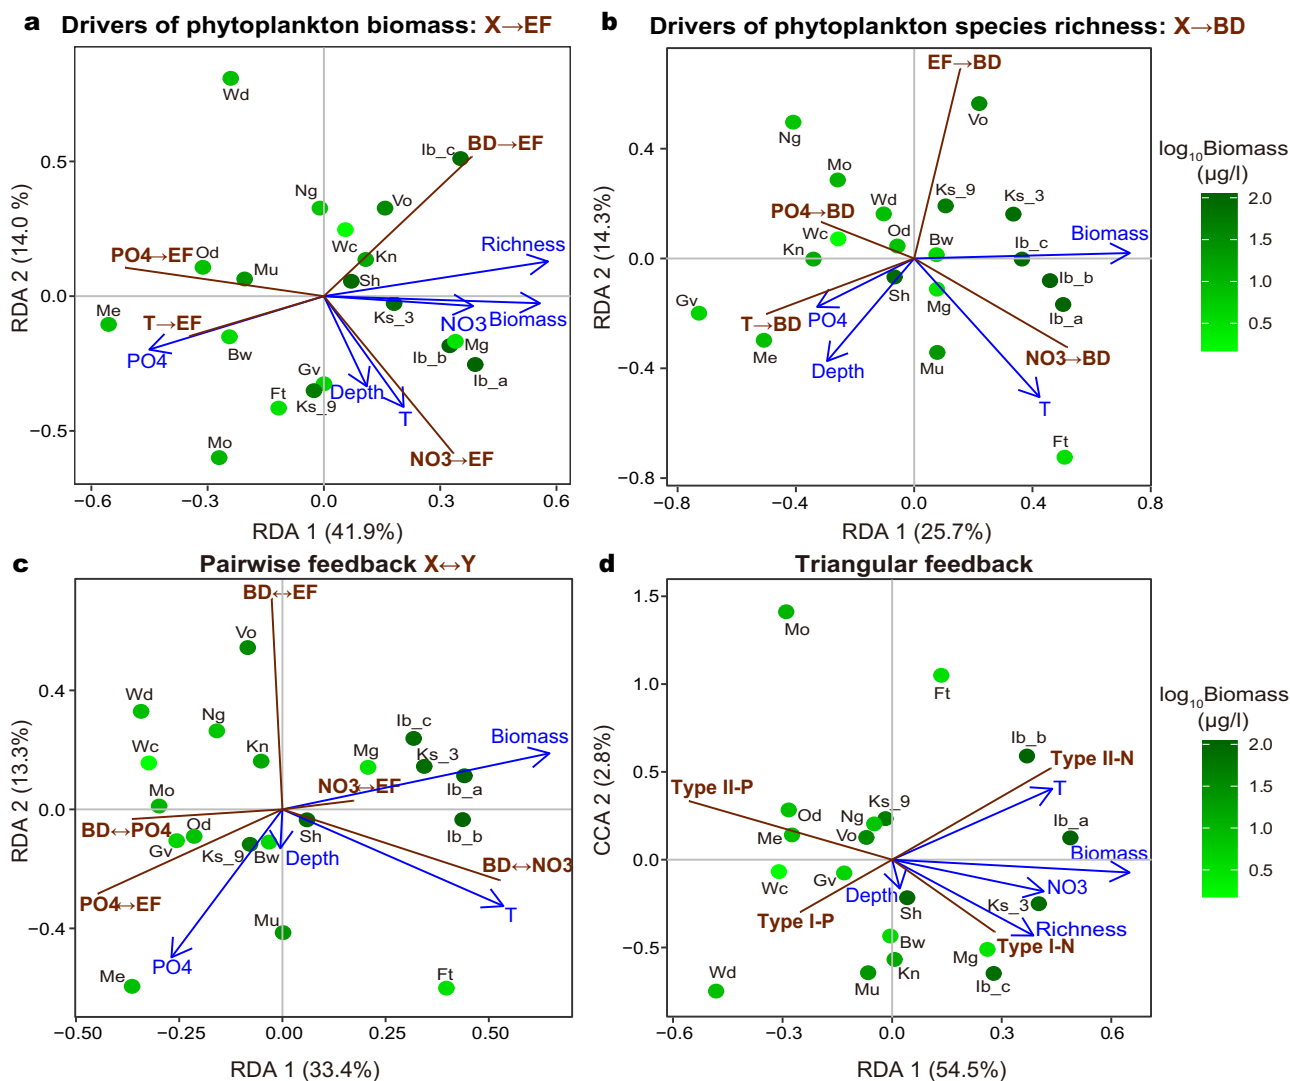 a Drivers of phytoplankton biomass: X→EF
Wd
Ib_c
BD→EF
Ng
Vo
Wc
Kn
Richness
PO4→EF
Od
Mu
Sh
Ks_3
NO3
Biomass
Me
T→EF
PO4
Bw
Ib_b
Mg
Ib_a
Gv
Depth
Ft
Ks_9
T
Mo
NO3→EF
0.5
0.0
−0.5
−0.6
−0.3
0.0
0.3
0.6
RDA 2 (14.0 %)
RDA 1 (41.9%)
b Drivers of phytoplankton species richness: X→BD
EF→BD
Vo
Ng
Mo
Ks_9
Ks_3
Wd
PO4→BD
Wc
Od
Bw
Ib_c
Biomass
Kn
Sh
Mg
Ib_b
Ib_a
Gv
T→BD
PO4
Me
Depth
Mu
NO3→BD
T
Ft
0.4
0.0
−0.4
−0.8
−0.8
−0.4
0.0
0.4
0.8
RDA 2 (14.3%)
RDA 1 (25.7%)
log10Biomass
(µg/l)
2.0
1.5
1.0
0.5
c Pairwise feedback X↔Y
BD↔EF
Vo
Wd
Ng
Kn
Wc
Mo
Ib_c
Ks_3
Mg
Biomass
NO3↔EF
Ib_a
BD↔PO4
Od
Gv
Ks_9
Bw
Sh
Depth
Ib_b
BD↔NO3
PO4↔EF
T
Mu
PO4
Me
Ft
0.4
0.0
−0.4
−0.50
−0.25
0.00
0.25
0.50
RDA 2 (13.3%)
RDA 1 (33.4%)
d Triangular feedback
Mo
Ft
Ib_b
Type II-N
Type II-P
T
Ks_9
Od
Ng
Me
Vo
Ib_a
Biomass
Wc
Gv
Depth
NO3
Sh
Ks_3
Type I-P
Richness
Bw
Type I-N
Kn
Mg
Mu
Ib_c
Wd
1.5
1.0
0.5
0.0
−0.5
−0.6
−0.3
0.0
0.3
0.6
CCA 2 (2.8%)
RDA 1 (54.5%)
log10Biomass
(µg/l)
2.0
1.5
1.0
0.5